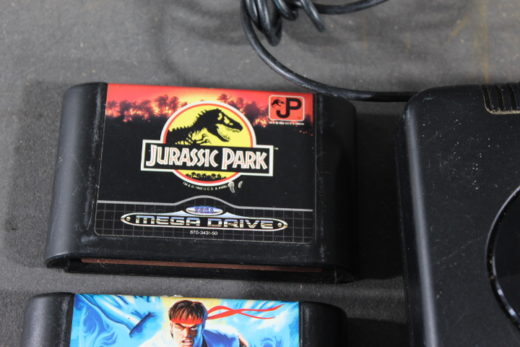 JP
JURASSIC PARK
SEGA
MEGA DRIVE